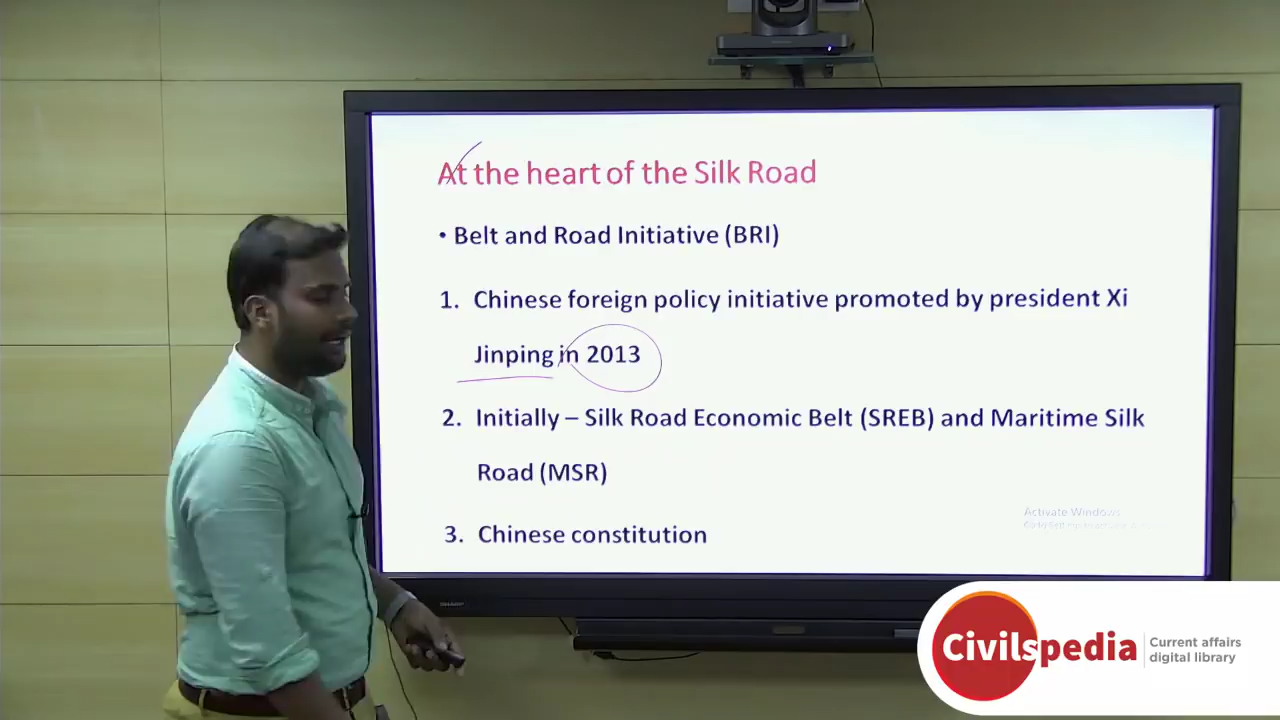 At the heart of the Silk Road
• Belt and Road Initiative (BRI)
1. Chinese foreign policy initiative promoted by president Xi
Jinping in 2013
2. Initially – Silk Road Economic Belt (SREB) and Maritime Silk
Road (MSR)
3. Chinese constitution
Activate Windows
SHARP
Civilspedia
Current affairs
digital library